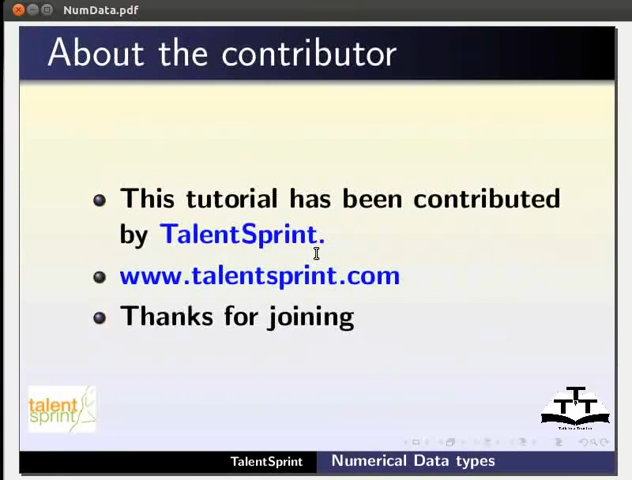 NumData.pdf
About the contributor
This tutorial has been contributed
by TalentSprint.
www.talentsprint.com
Thanks for joining
talent
sprint
TTT
TalentSprint Numerical Data types